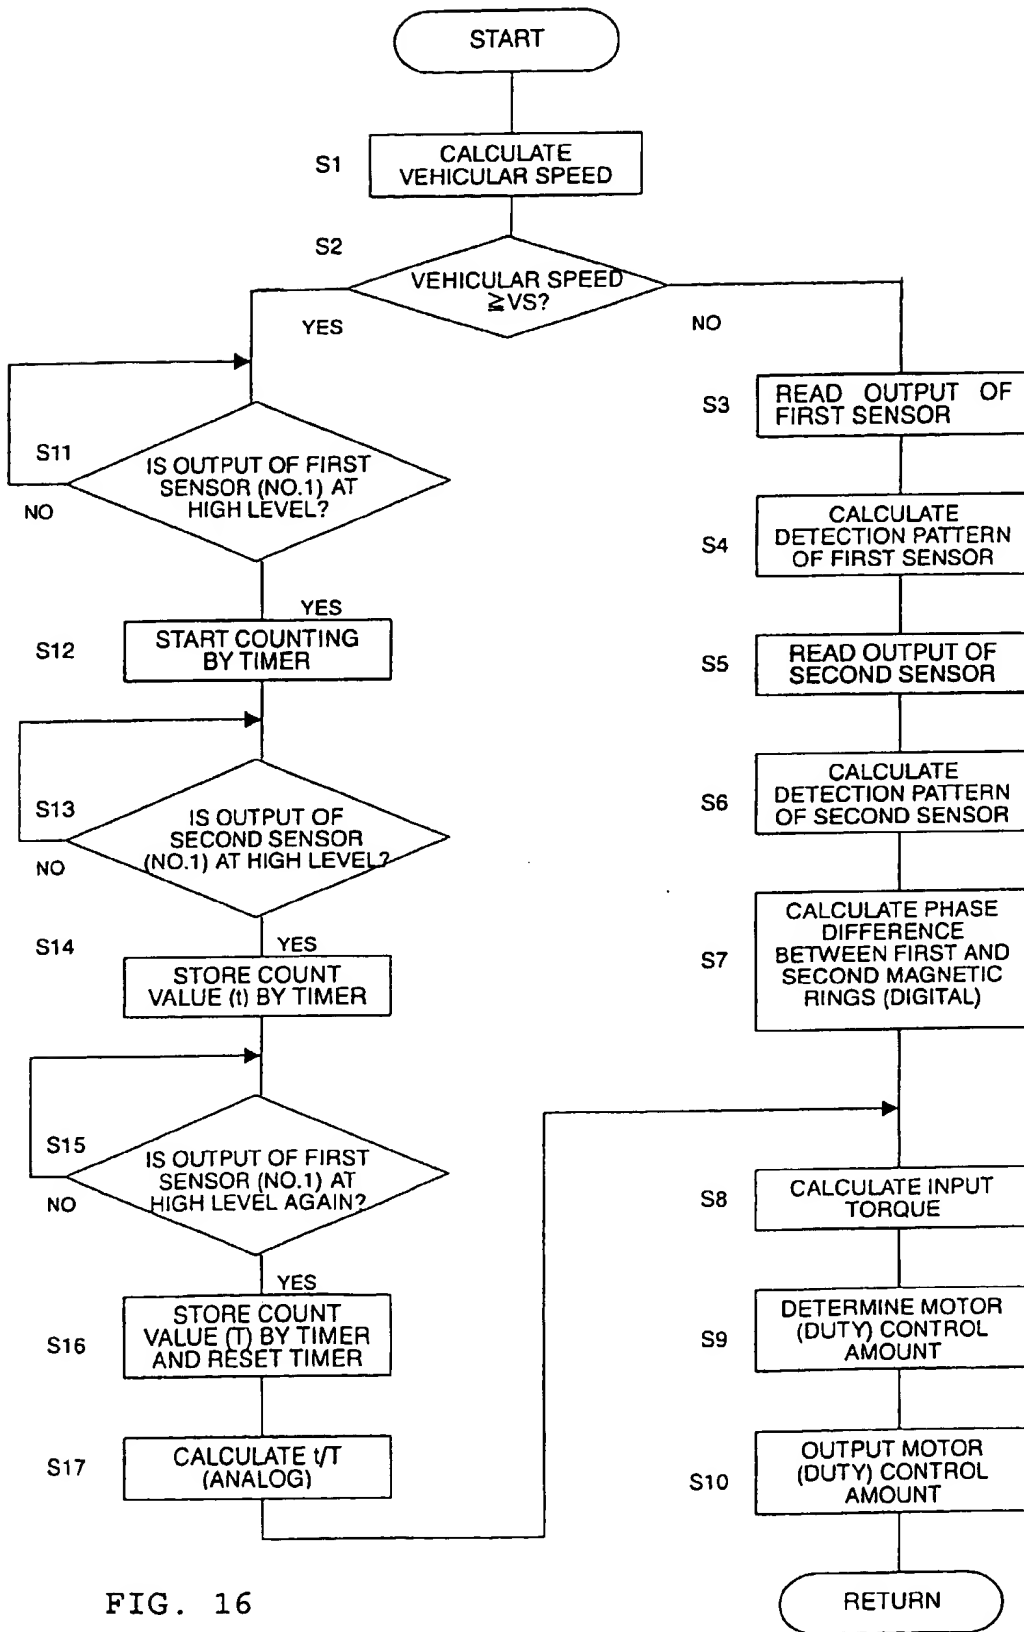 START
S1
CALCULATE
VEHICULAR SPEED
S2
VEHICULAR SPEED
≧VS?
YES
NO
S11
IS OUTPUT OF FIRST
SENSOR (NO.1) AT
HIGH LEVEL?
NO
YES
S12
START COUNTING
BY TIMER
S13
IS OUTPUT OF
SECOND SENSOR
(NO.1) AT HIGH LEVEL?
NO
YES
S14
STORE COUNT
VALUE (t) BY TIMER
S15
IS OUTPUT OF FIRST
SENSOR (NO.1) AT
HIGH LEVEL AGAIN?
NO
YES
S16
STORE COUNT
VALUE (T) BY TIMER
AND RESET TIMER
S17
CALCULATE t/T
(ANALOG)
S3
READ OUTPUT OF
FIRST SENSOR
S4
CALCULATE
DETECTION PATTERN
OF FIRST SENSOR
S5
READ OUTPUT OF
SECOND SENSOR
S6
CALCULATE
DETECTION PATTERN
OF SECOND SENSOR
S7
CALCULATE PHASE
DIFFERENCE
BETWEEN FIRST AND
SECOND MAGNETIC
RINGS (DIGITAL)
S8
CALCULATE INPUT
TORQUE
S9
DETERMINE MOTOR
(DUTY) CONTROL
AMOUNT
S10
OUTPUT MOTOR
(DUTY) CONTROL
AMOUNT
RETURN
FIG. 16